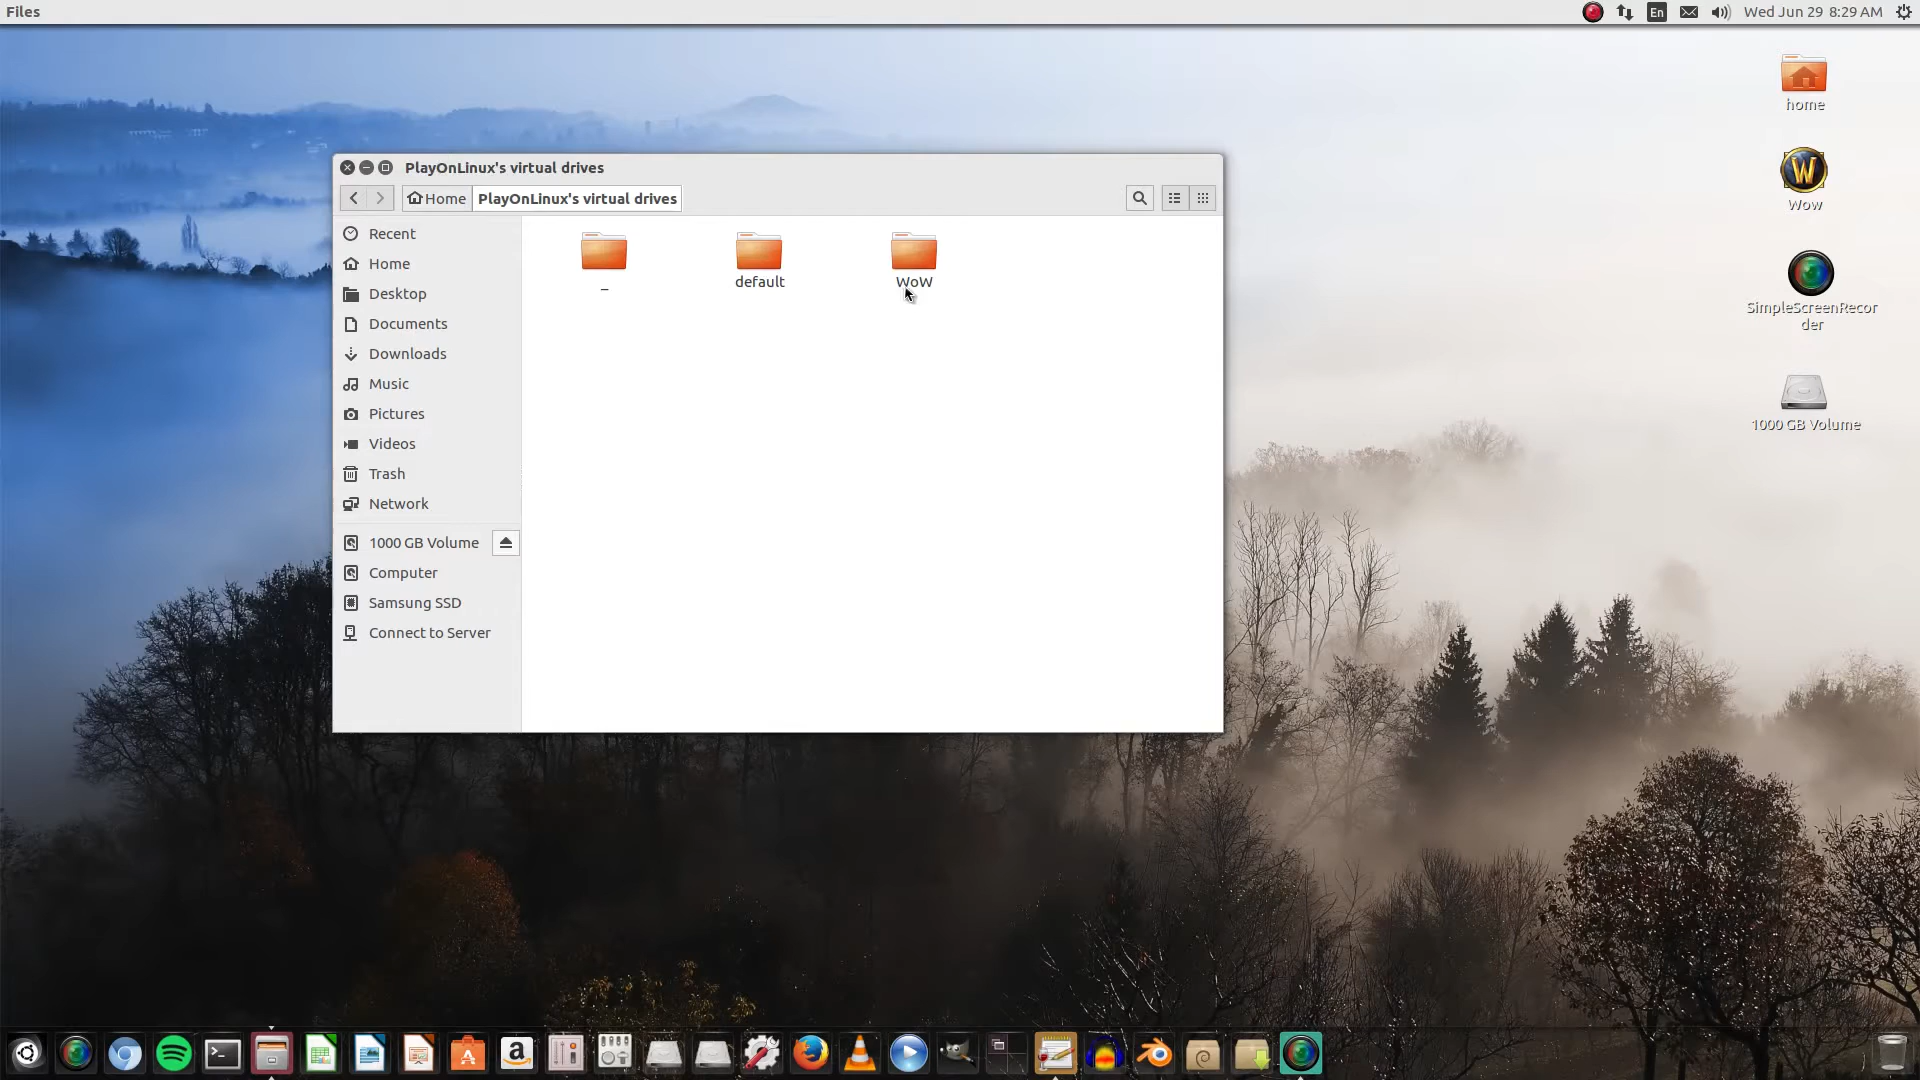 Files
En
Wed Jun 29 8:29 AM
home
Wow
SimpleScreenRecor
der
1000 GB Volume
PlayOnLinux's virtual drives
Home
PlayOnLinux's virtual drives
Recent
Home
Desktop
Documents
Downloads
Music
Pictures
Videos
Trash
Network
1000 GB Volume
Computer
Samsung SSD
Connect to Server
_
default
WoW